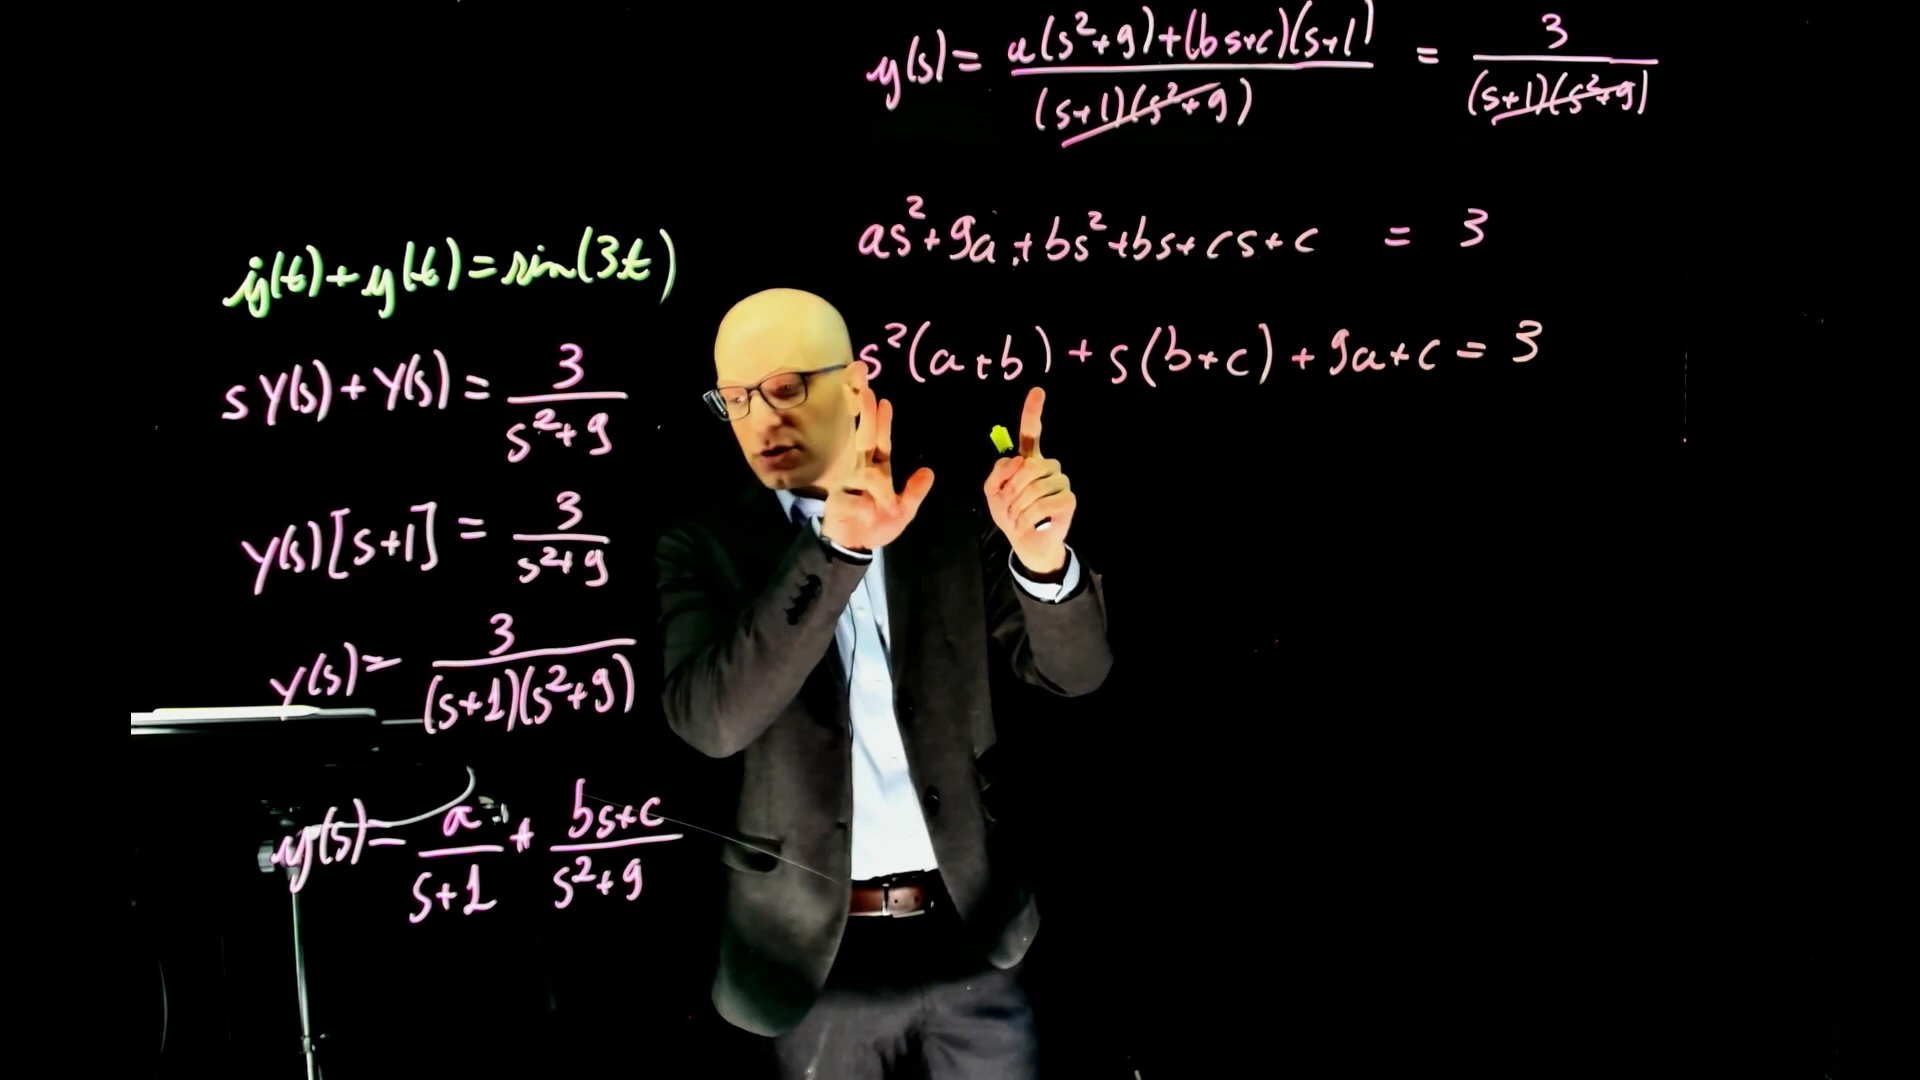 ẏ(t)+y(t)=sin(3t)
sY(s)+Y(s)= 3/(s²+9)
Y(s)[s+1]= 3/(s²+9)
Y(s)= 3/((s+1)(s²+9))
y(s)= a/(s+1) + (bs+c)/(s²+9)
y(s)= (a(s²+9)+(bs+c)(s+1))/((s+1)(s²+9)) = 3/((s+1)(s²+9))
as²+9a+bs²+bs+cs+c = 3
s²(a+b)+s(b+c)+9a+c=3